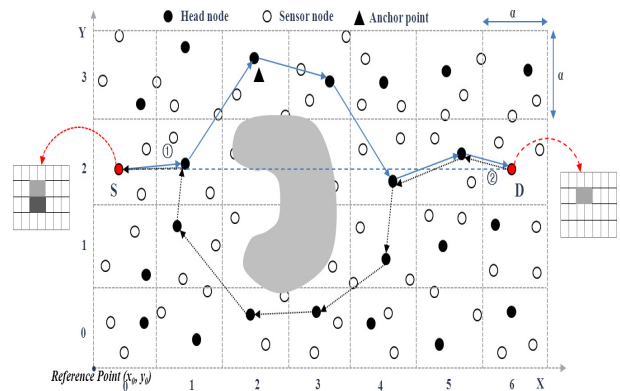 Head node Sensor node Anchor point
α
Y
3
α
①
2
S
②
D
1
0
Reference Point (x₀, y₀)
0 1 2 3 4 5 6 X